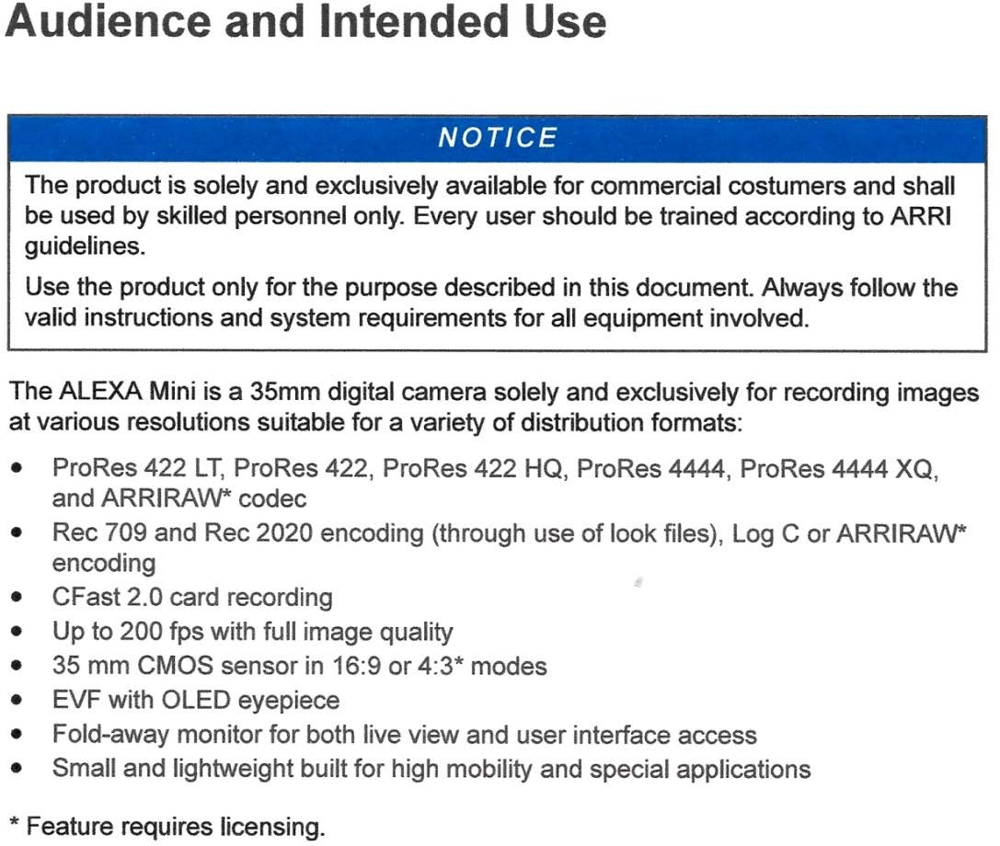 Audience and Intended Use
NOTICE
The product is solely and exclusively available for commercial costumers and shall
be used by skilled personnel only. Every user should be trained according to ARRI
guidelines.
Use the product only for the purpose described in this document. Always follow the
valid instructions and system requirements for all equipment involved.
The ALEXA Mini is a 35mm digital camera solely and exclusively for recording images
at various resolutions suitable for a variety of distribution formats:
• ProRes 422 LT, ProRes 422, ProRes 422 HQ, ProRes 4444, ProRes 4444 XQ,
and ARRIRAW* codec
• Rec 709 and Rec 2020 encoding (through use of look files), Log C or ARRIRAW*
encoding
• CFast 2.0 card recording
• Up to 200 fps with full image quality
• 35 mm CMOS sensor in 16:9 or 4:3* modes
• EVF with OLED eyepiece
• Fold-away monitor for both live view and user interface access
• Small and lightweight built for high mobility and special applications
* Feature requires licensing.